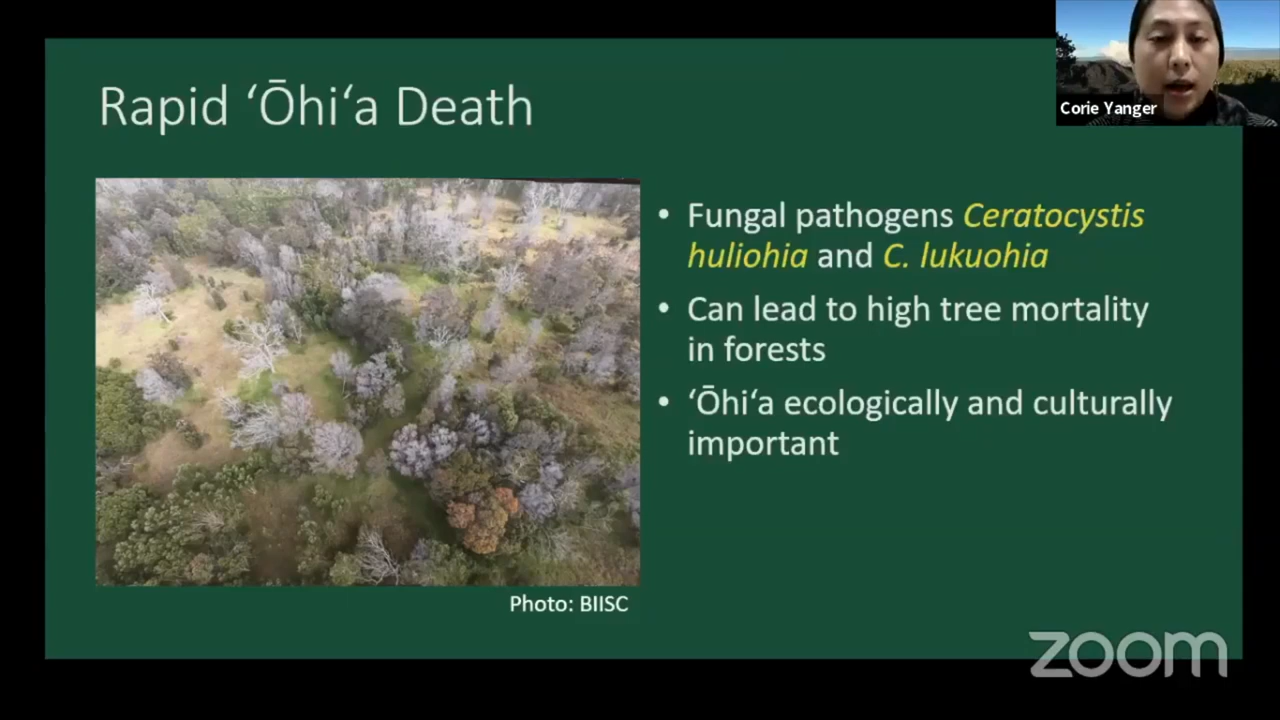 Rapid ʻŌhiʻa Death
Corie Yanger
• Fungal pathogens Ceratocystis
huliohia and C. lukuohia
• Can lead to high tree mortality
in forests
• ʻŌhiʻa ecologically and culturally
important
Photo: BIISC
zoom